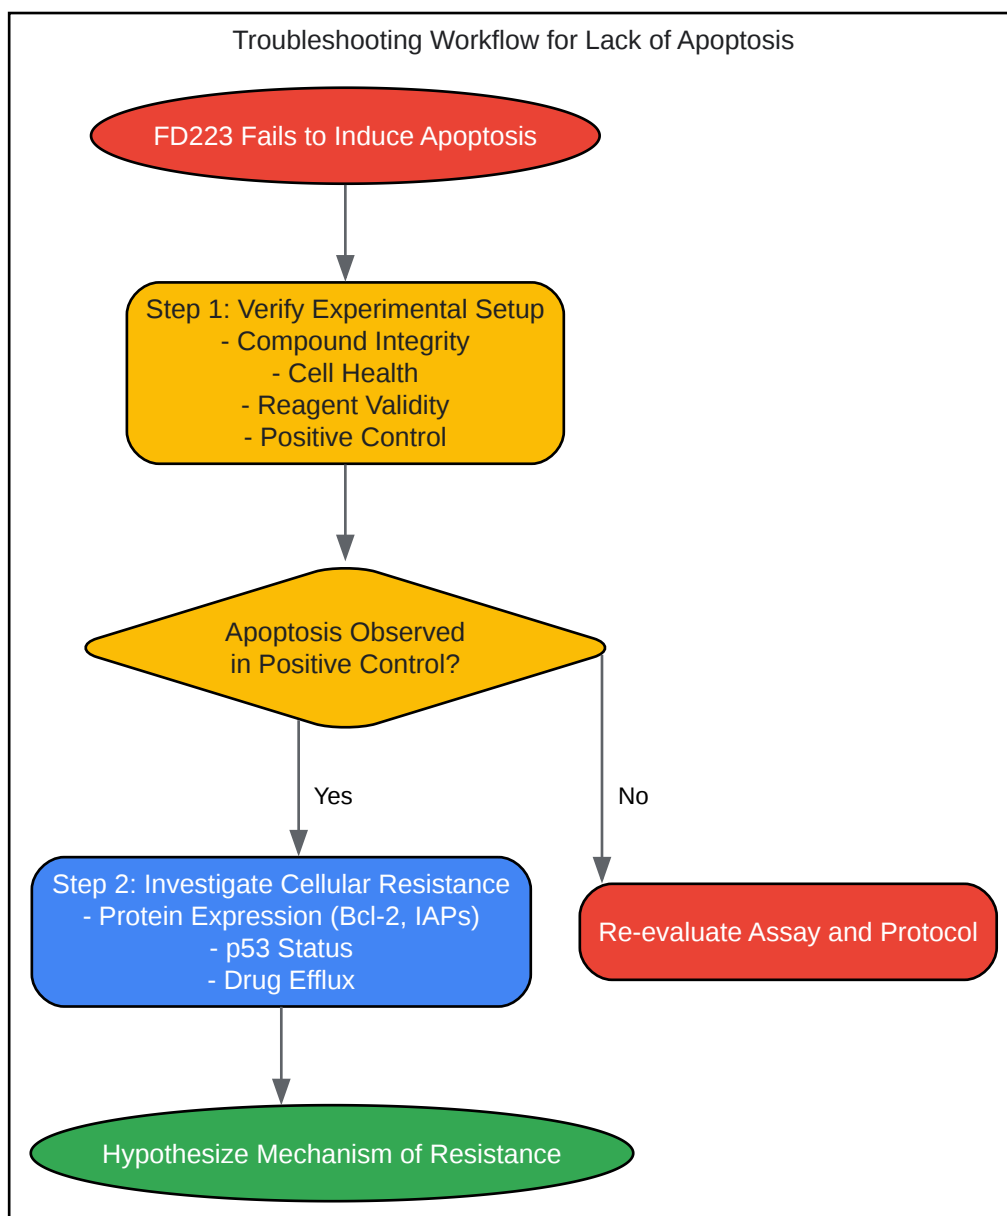 Troubleshooting Workflow for Lack of Apoptosis
FD223 Fails to Induce Apoptosis
Step 1: Verify Experimental Setup
- Compound Integrity
- Cell Health
- Reagent Validity
- Positive Control
Apoptosis Observed
in Positive Control?
Yes
No
Step 2: Investigate Cellular Resistance
- Protein Expression (Bcl-2, IAPs)
- p53 Status
- Drug Efflux
Re-evaluate Assay and Protocol
Hypothesize Mechanism of Resistance